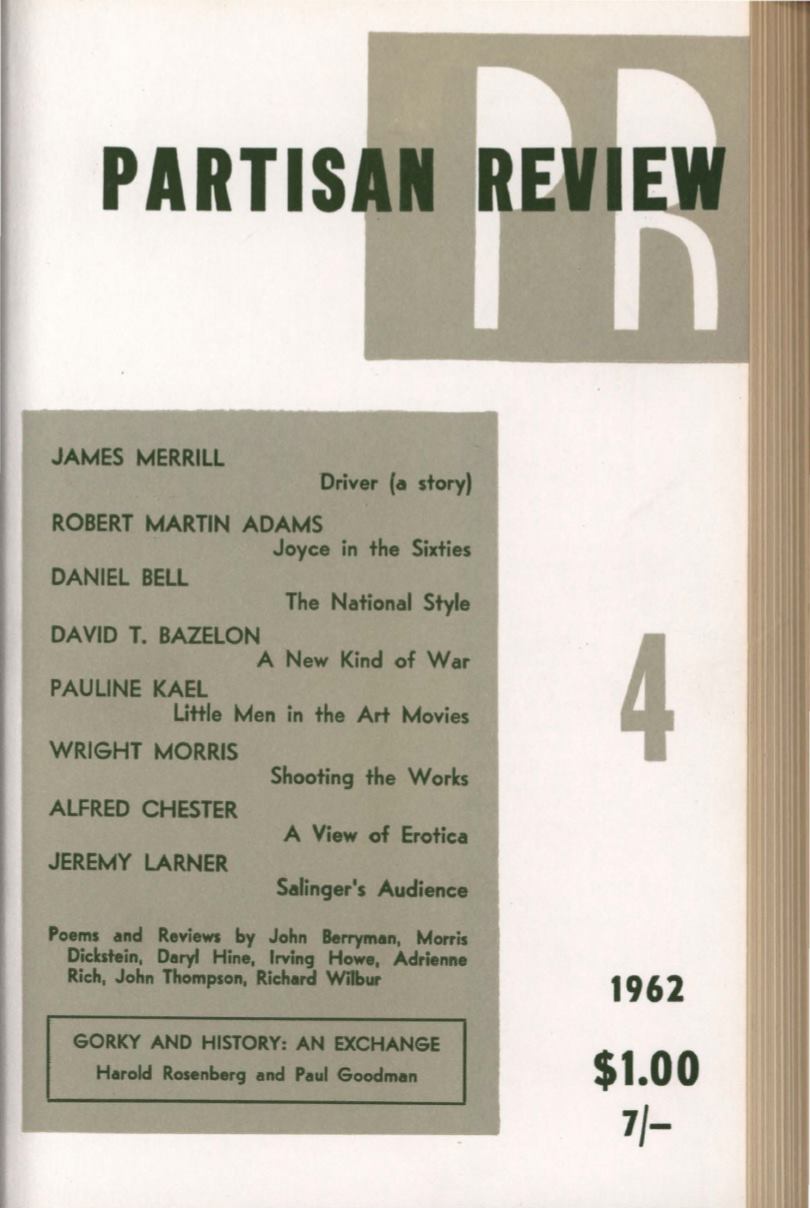 PR
PARTISAN REVIEW
JAMES MERRILL
Driver (a story)
ROBERT MARTIN ADAMS
Joyce in the Sixties
DANIEL BELL
The National Style
DAVID T. BAZELON
A New Kind of War
PAULINE KAEL
Little Men in the Art Movies
WRIGHT MORRIS
Shooting the Works
ALFRED CHESTER
A View of Erotica
JEREMY LARNER
Salinger's Audience
Poems and Reviews by John Berryman, Morris
Dickstein, Daryl Hine, Irving Howe, Adrienne
Rich, John Thompson, Richard Wilbur
GORKY AND HISTORY: AN EXCHANGE
Harold Rosenberg and Paul Goodman
4
1962
$1.00
7/–